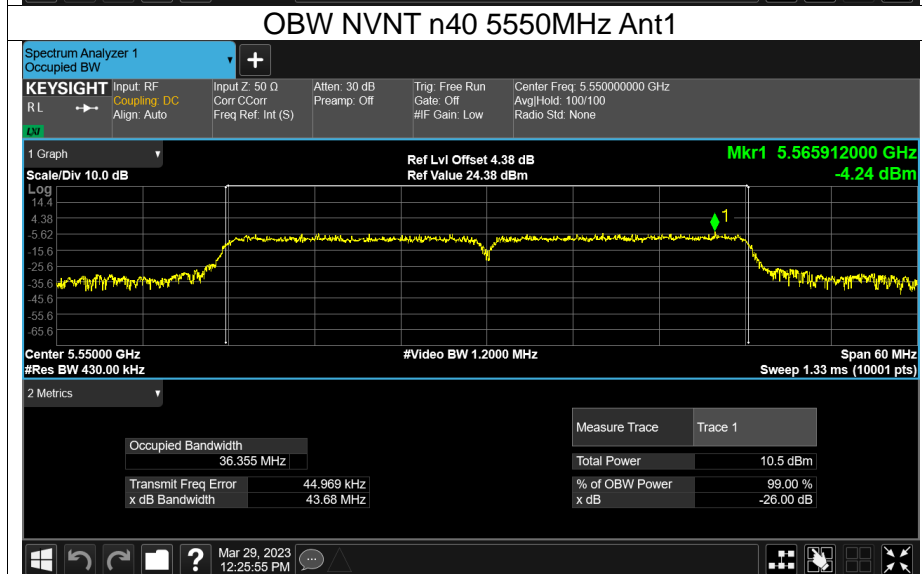 OBW NVNT n40 5550MHz Ant1
Spectrum Analyzer 1
Occupied BW
+
KEYSIGHT
R L
LXI
Input: RF
Coupling: DC
Align: Auto
Input Z: 50 Ω
Corr CCorr
Freq Ref: Int (S)
Atten: 30 dB
Preamp: Off
Trig: Free Run
Gate: Off
#IF Gain: Low
Center Freq: 5.550000000 GHz
Avg|Hold: 100/100
Radio Std: None
1 Graph
Scale/Div 10.0 dB
Ref Lvl Offset 4.38 dB
Ref Value 24.38 dBm
Mkr1 5.565912000 GHz
-4.24 dBm
Log
14.4
4.38
-5.62
-15.6
-25.6
-35.6
-45.6
-55.6
-65.6
1
Center 5.55000 GHz
#Res BW 430.00 kHz
#Video BW 1.2000 MHz
Span 60 MHz
Sweep 1.33 ms (10001 pts)
2 Metrics
Occupied Bandwidth
36.355 MHz
Transmit Freq Error 44.969 kHz
x dB Bandwidth 43.68 MHz
Measure Trace Trace 1
Total Power 10.5 dBm
% of OBW Power 99.00 %
x dB -26.00 dB
?
Mar 29, 2023
12:25:55 PM